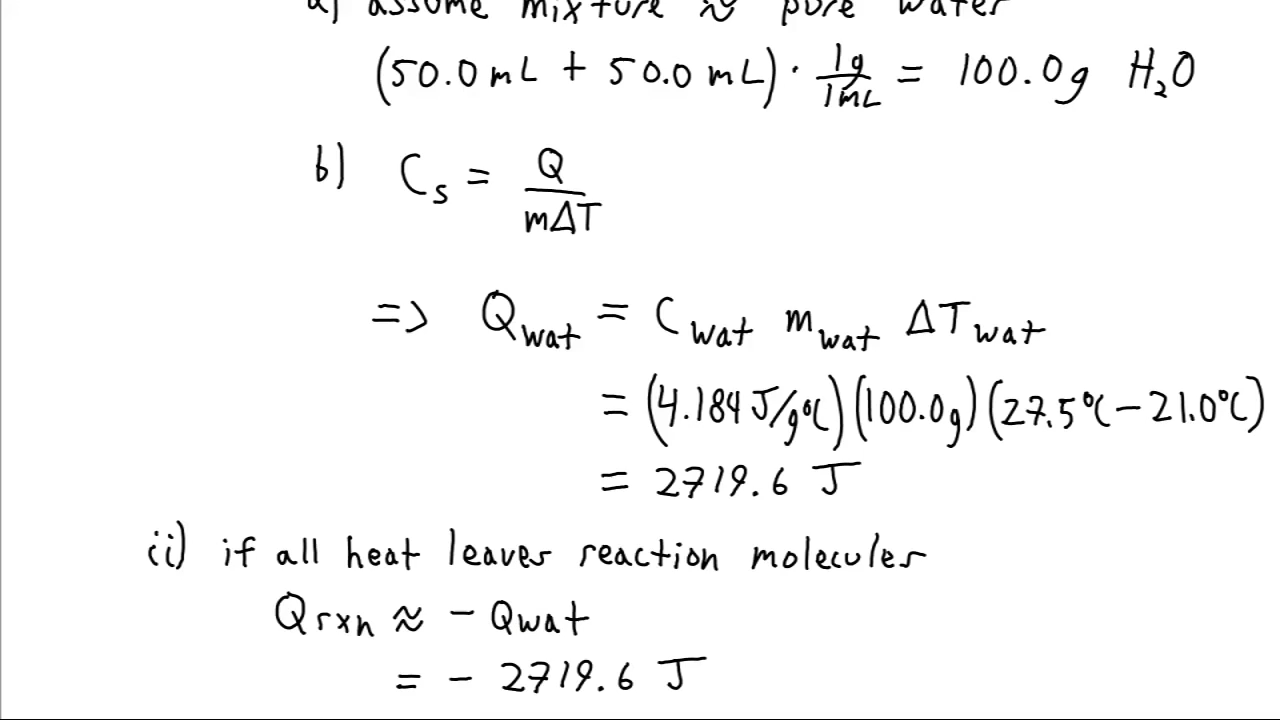 a) assume mixture ≈ pure water
(50.0 mL + 50.0 mL) · 1g/1mL = 100.0g H₂O
b) Cₛ = Q/mΔT
=> Qwat = Cwat mwat ΔTwat
= (4.184 J/g°C)(100.0g)(27.5°C − 21.0°C)
= 2719.6 J
ii) if all heat leaves reaction molecules
Qrxn ≈ − Qwat
= − 2719.6 J